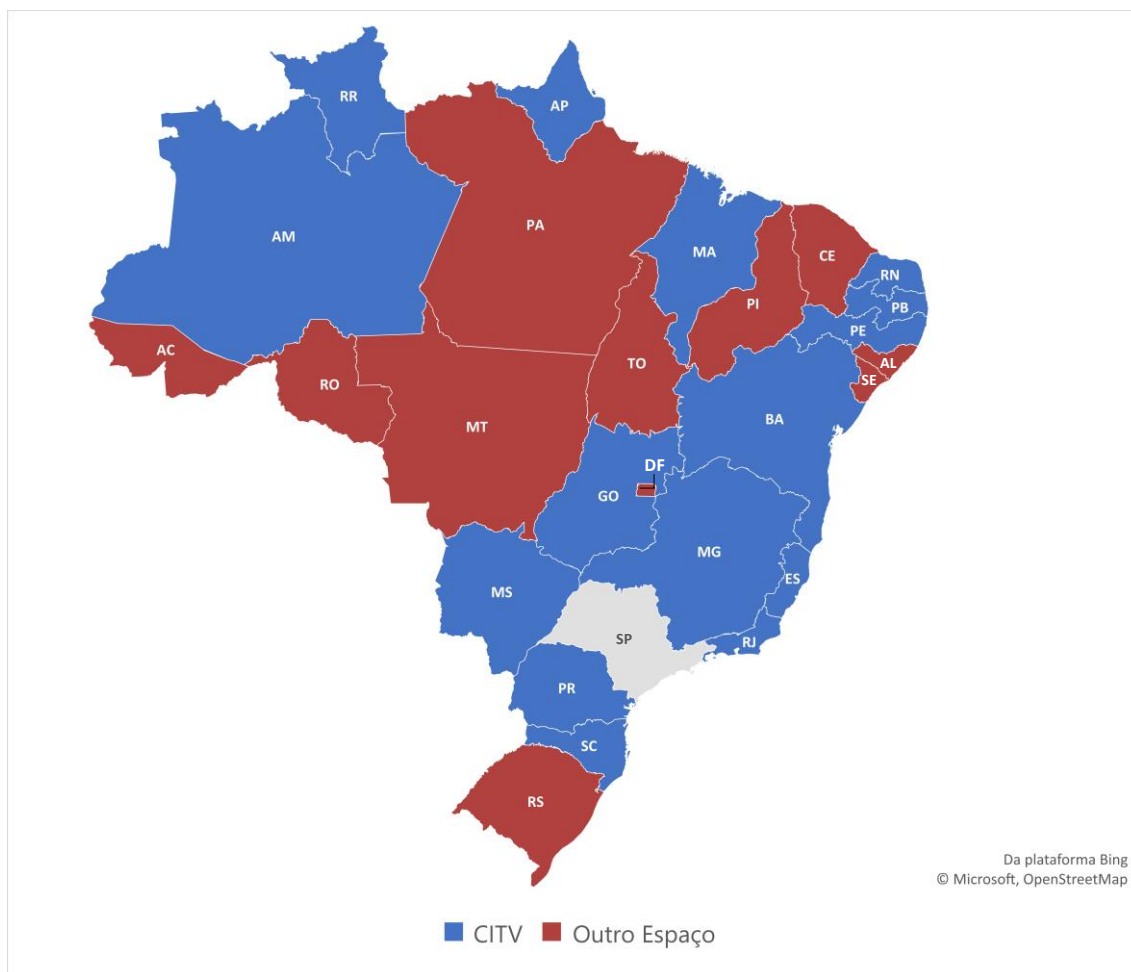 RR
AP
AM
PA
MA
CE
RN
PB
PI
PE
AC
TO
AL
RO
SE
BA
MT
DF
GO
MG
ES
MS
SP
RJ
PR
SC
RS
Da plataforma Bing
© Microsoft, OpenStreetMap
CITV
Outro Espaço